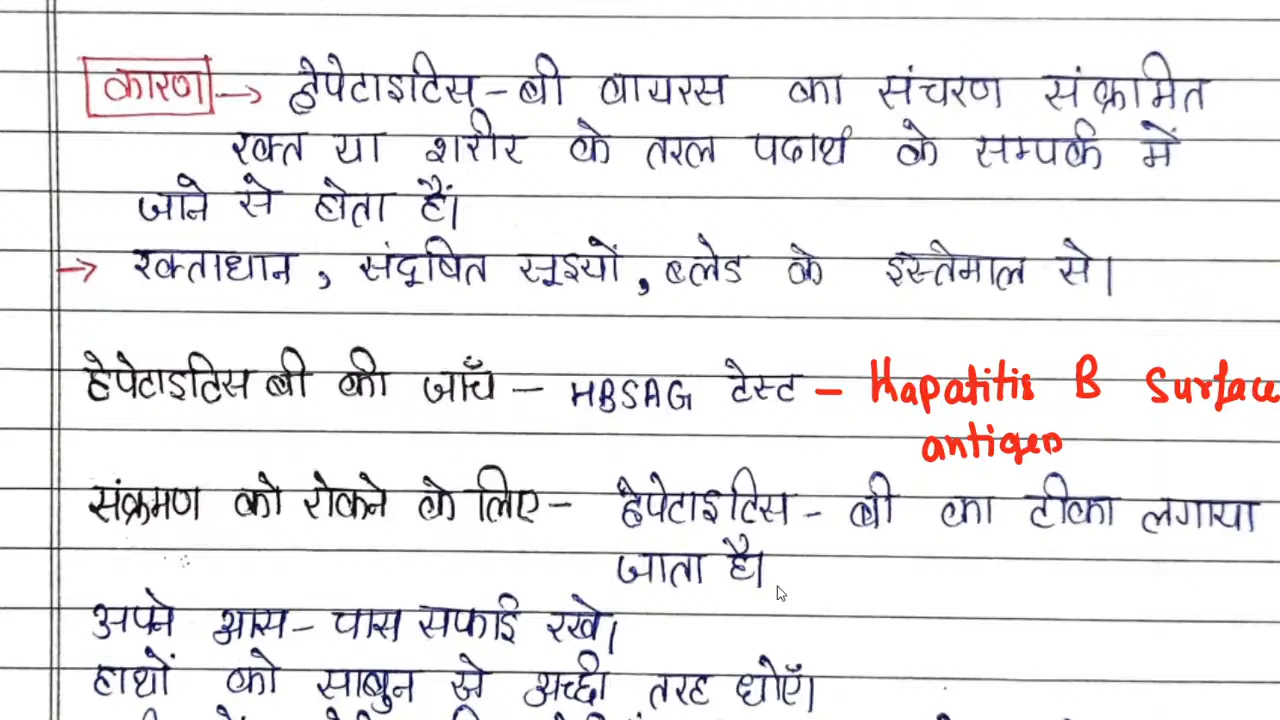 कारण → हेपेटाइटिस - बी वायरस का संचरण संक्रामित
रक्त या शरीर के तरल पदार्थ के सम्पर्क में
जाने से होता हैं।
→ रक्ताधान, संदूषित सूइयों, ब्लेड के इस्तेमाल से।
हेपेटाइटिस बी की जाँच - HBSAG टेस्ट - Hapatitis B Surface
antigen
संक्रमण को रोकने के लिए - हेपेटाइटिस - बी का टीका लगाया
जाता है।
अपने आस - पास सफाई रखे।
हाथों को साबुन से अच्छी तरह धोएँ।